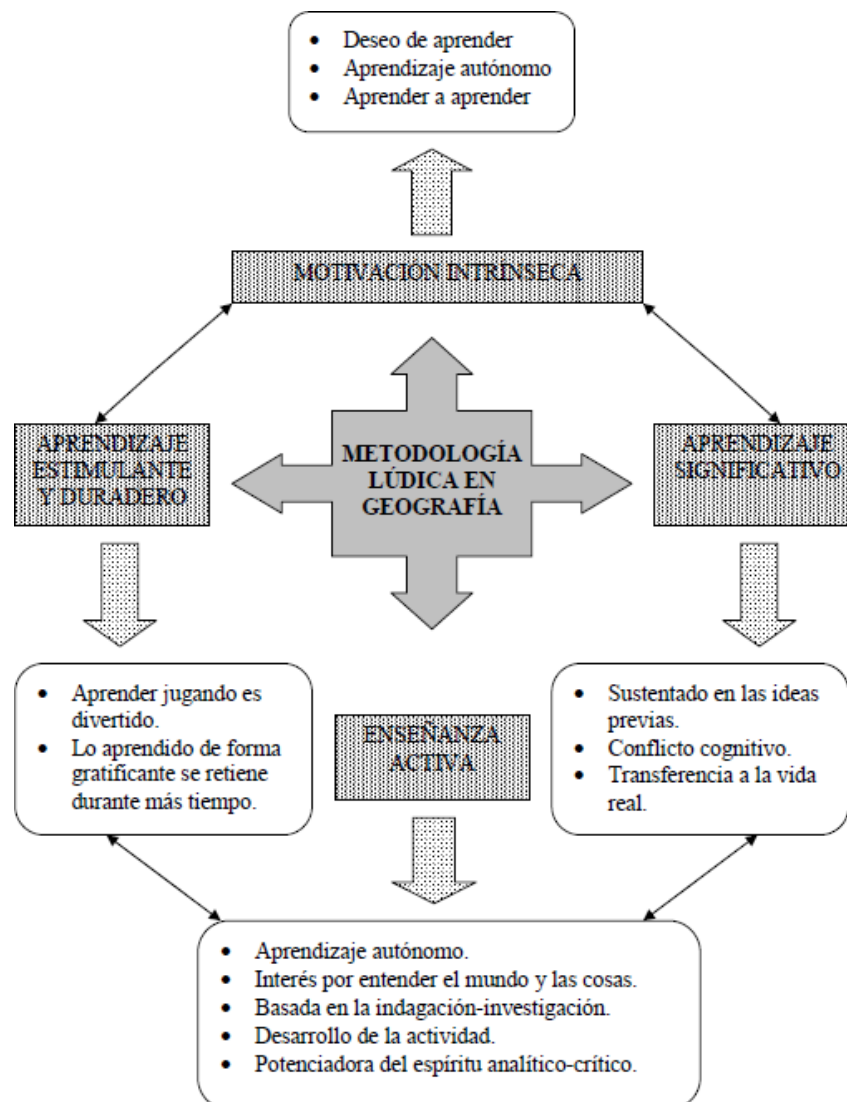 • Deseo de aprender
• Aprendizaje autónomo
• Aprender a aprender
MOTIVACIÓN INTRÍNSECA
APRENDIZAJE
ESTIMULANTE
Y DURADERO
METODOLOGÍA
LÚDICA EN
GEOGRAFÍA
APRENDIZAJE
SIGNIFICATIVO
• Aprender jugando es
divertido.
• Lo aprendido de forma
gratificante se retiene
durante más tiempo.
ENSEÑANZA
ACTIVA
• Sustentado en las ideas
previas.
• Conflicto cognitivo.
• Transferencia a la vida
real.
• Aprendizaje autónomo.
• Interés por entender el mundo y las cosas.
• Basada en la indagación-investigación.
• Desarrollo de la actividad.
• Potenciadora del espíritu analítico-crítico.